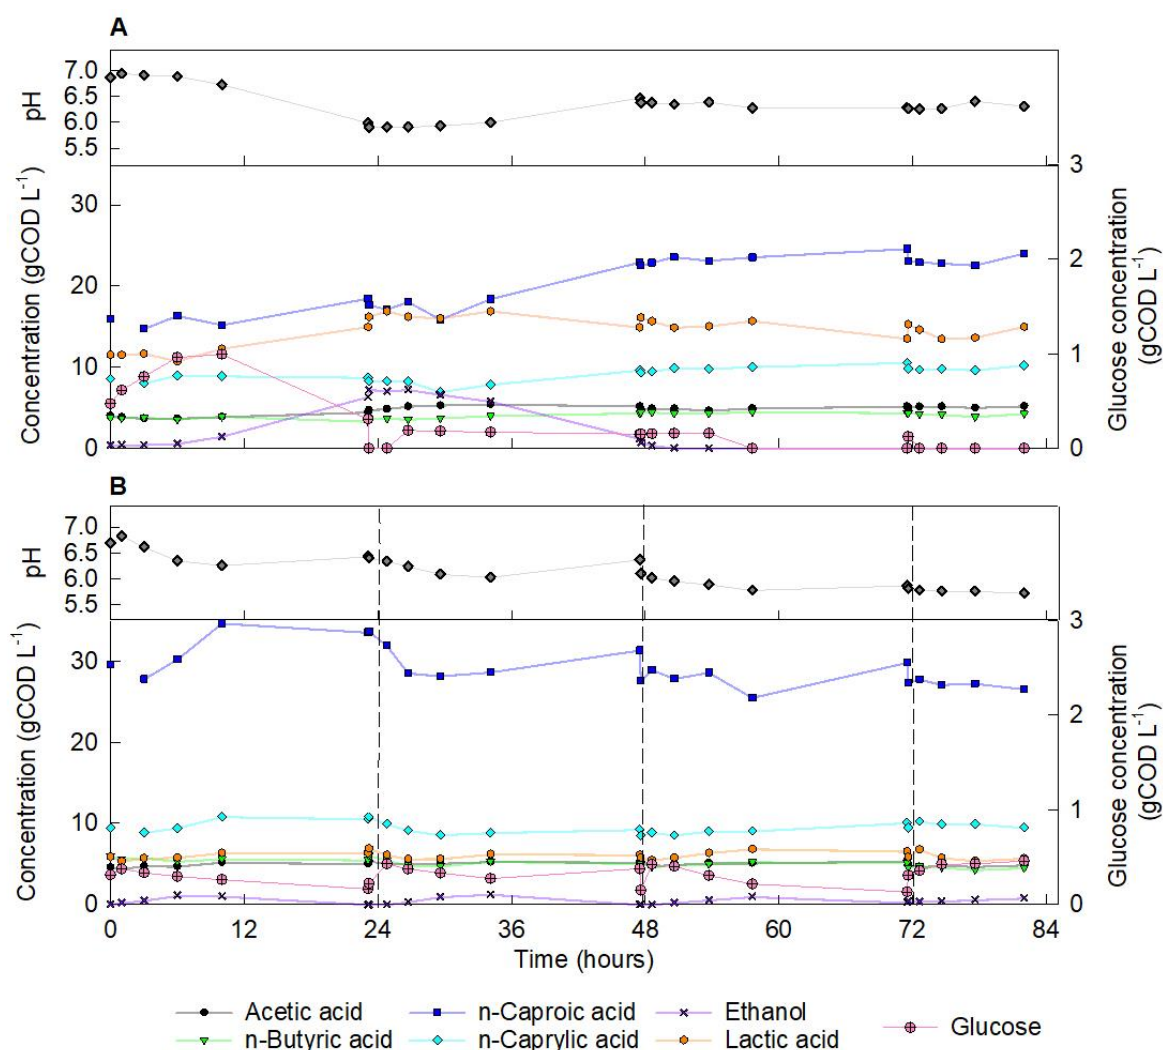 A
7.0
6.5
6.0
5.5
pH
3
30
20
10
0
Concentration (gCOD L-1)
2
1
0
Glucose concentration
(gCOD L-1)
B
7.0
6.5
6.0
5.5
pH
3
30
20
10
0
Concentration (gCOD L-1)
2
1
0
Glucose concentration
(gCOD L-1)
0 12 24 36 48 60 72 84
Time (hours)
Acetic acid n-Caproic acid Ethanol Glucose
n-Butyric acid n-Caprylic acid Lactic acid